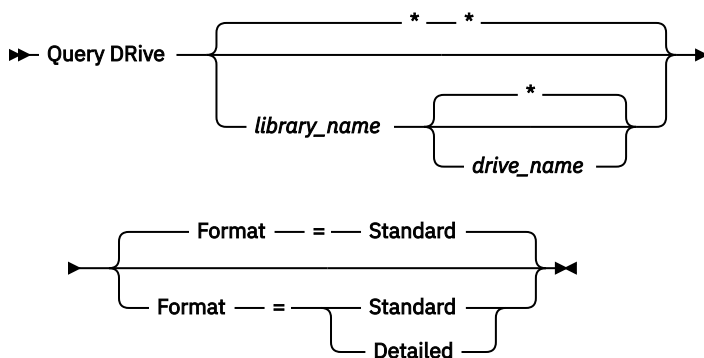 * *
Query DRive
*
library_name
drive_name
Format = Standard
Format = Standard
Detailed